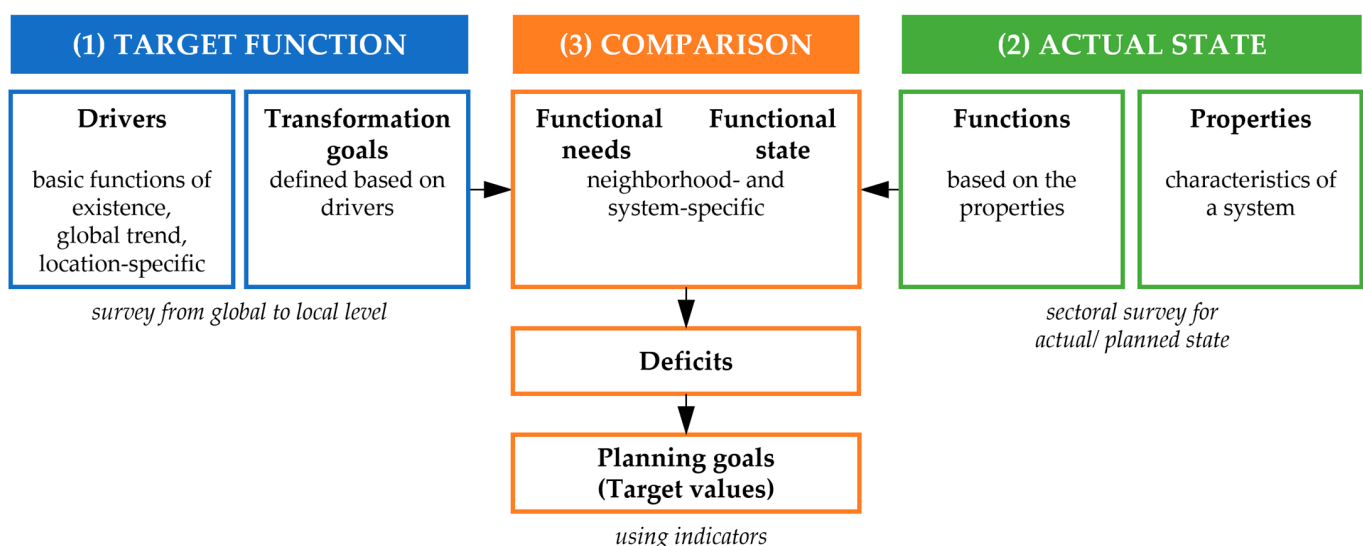 (1) TARGET FUNCTION
Drivers
basic functions of
existence,
global trend,
location-specific
Transformation
goals
defined based on
drivers
survey from global to local level
(3) COMPARISON
Functional
needs
Functional
state
neighborhood- and
system-specific
Deficits
Planning goals
(Target values)
using indicators
(2) ACTUAL STATE
Functions
based on the
properties
Properties
characteristics of
a system
sectoral survey for
actual/ planned state